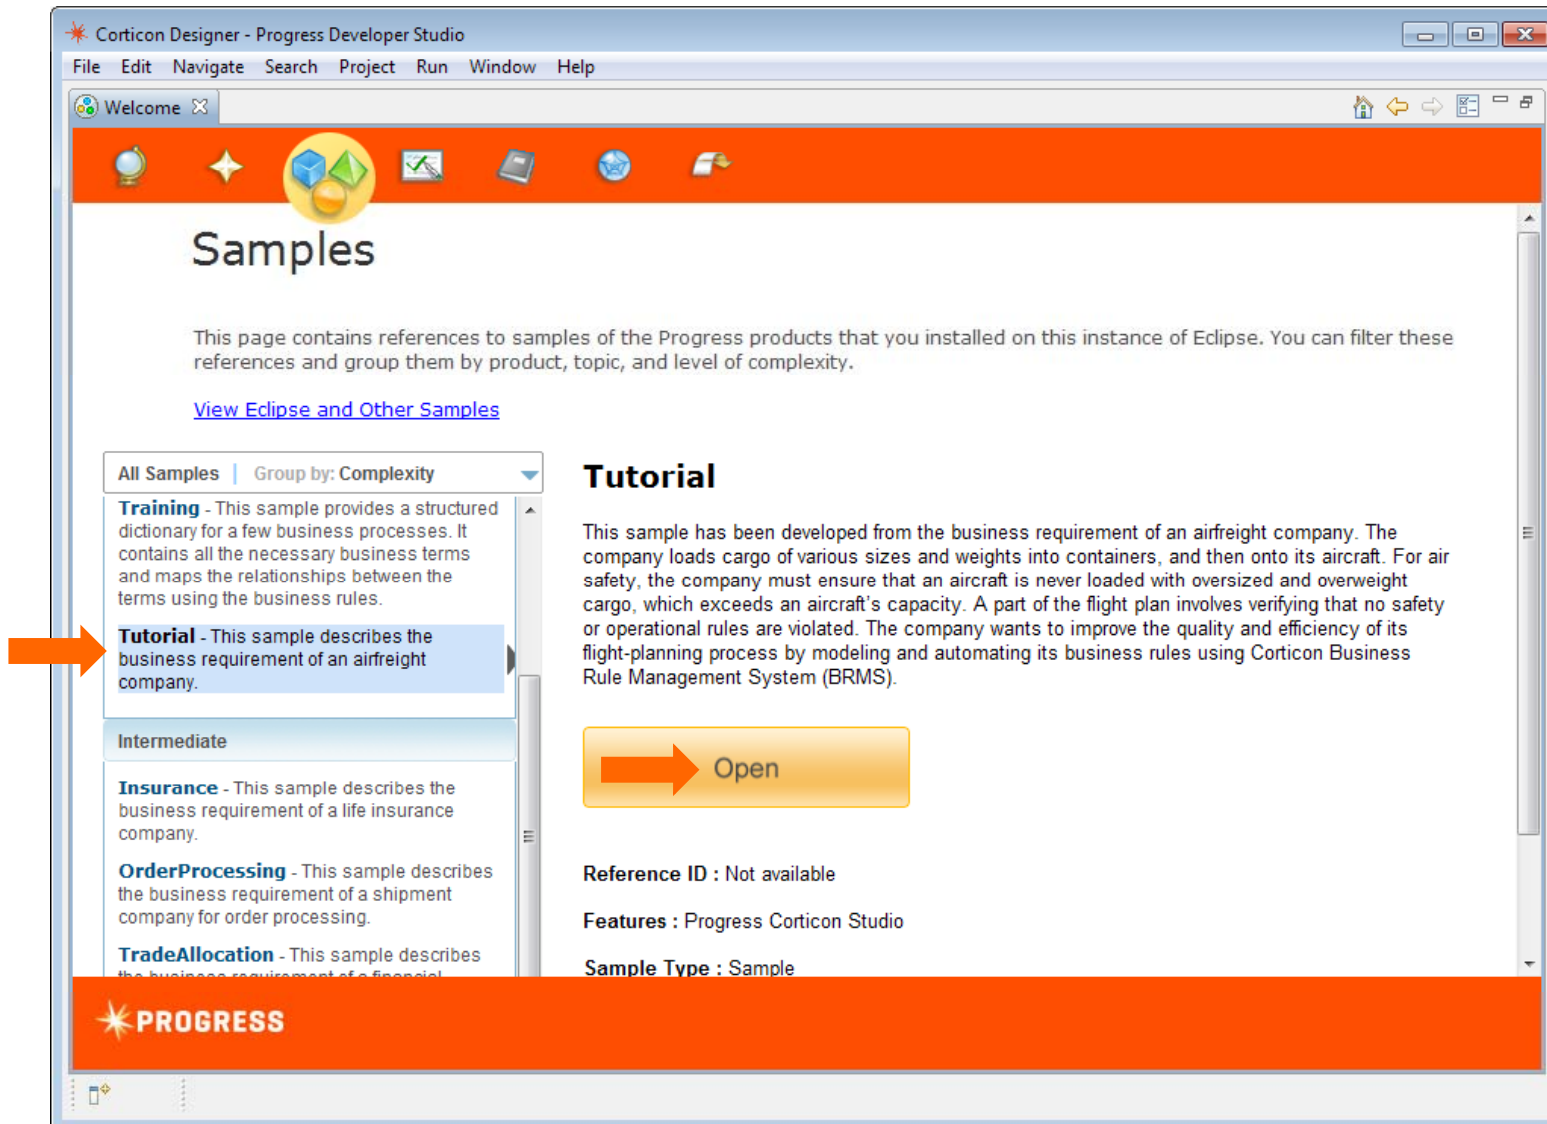 Corticon Designer - Progress Developer Studio
File Edit Navigate Search Project Run Window Help
Welcome
Samples
This page contains references to samples of the Progress products that you installed on this instance of Eclipse. You can filter these
references and group them by product, topic, and level of complexity.
View Eclipse and Other Samples
All Samples | Group by: Complexity
Training - This sample provides a structured
dictionary for a few business processes. It
contains all the necessary business terms
and maps the relationships between the
terms using the business rules.
Tutorial - This sample describes the
business requirement of an airfreight
company.
Intermediate
Insurance - This sample describes the
business requirement of a life insurance
company.
OrderProcessing - This sample describes
the business requirement of a shipment
company for order processing.
TradeAllocation - This sample describes
the business requirement of a financial
Tutorial
This sample has been developed from the business requirement of an airfreight company. The
company loads cargo of various sizes and weights into containers, and then onto its aircraft. For air
safety, the company must ensure that an aircraft is never loaded with oversized and overweight
cargo, which exceeds an aircraft's capacity. A part of the flight plan involves verifying that no safety
or operational rules are violated. The company wants to improve the quality and efficiency of its
flight-planning process by modeling and automating its business rules using Corticon Business
Rule Management System (BRMS).
Open
Reference ID : Not available
Features : Progress Corticon Studio
Sample Type : Sample
PROGRESS